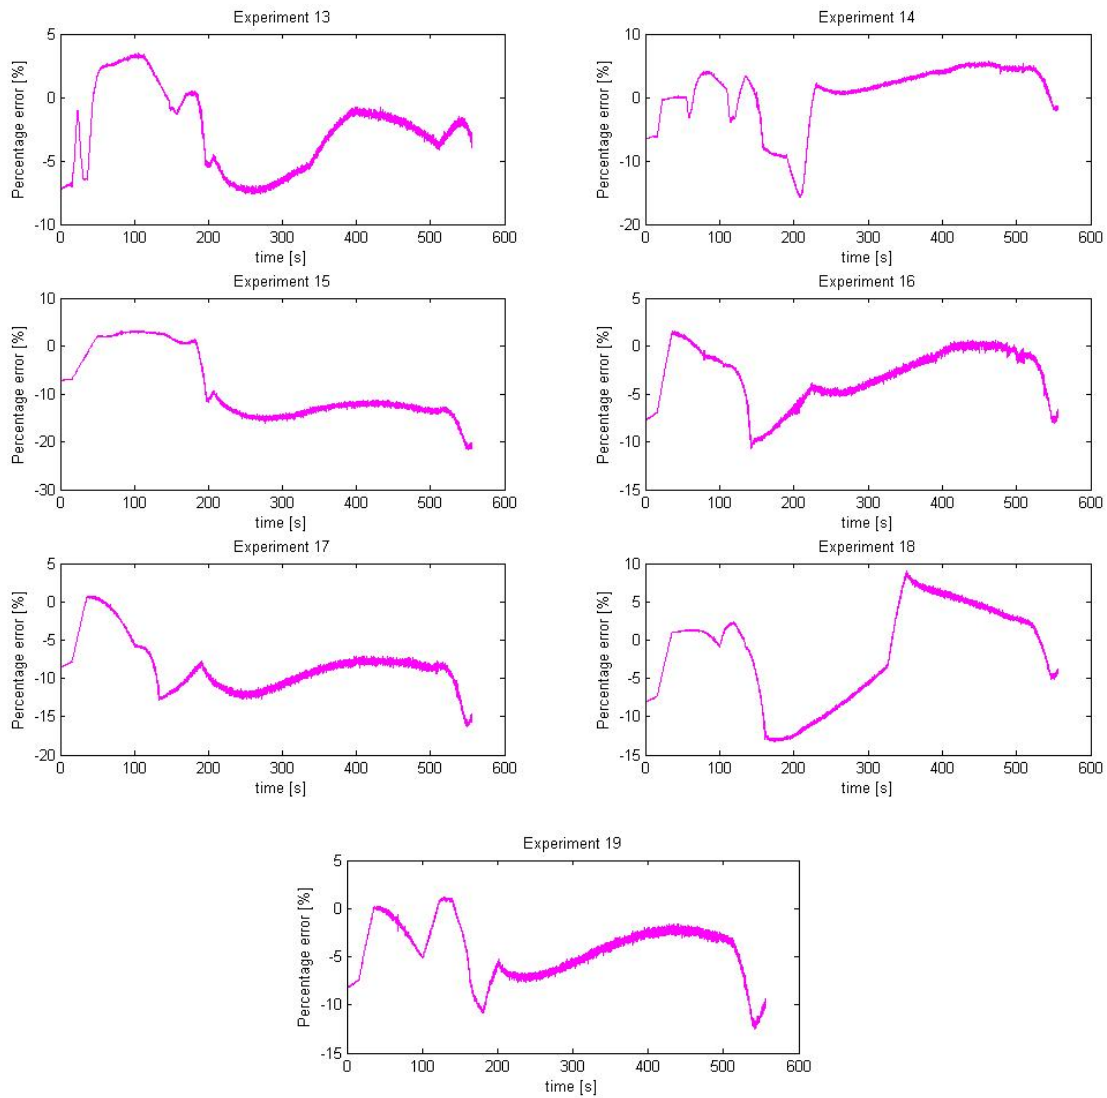 Experiment 13
Percentage error [%]
5
0
-5
-10
0 100 200 300 400 500 600
time [s]
Experiment 14
Percentage error [%]
10
0
-10
-20
0 100 200 300 400 500 600
time [s]
Experiment 15
Percentage error [%]
10
0
-10
-20
-30
0 100 200 300 400 500 600
time [s]
Experiment 16
Percentage error [%]
5
0
-5
-10
-15
0 100 200 300 400 500 600
time [s]
Experiment 17
Percentage error [%]
5
0
-5
-10
-15
-20
0 100 200 300 400 500 600
time [s]
Experiment 18
Percentage error [%]
10
5
0
-5
-10
-15
0 100 200 300 400 500 600
time [s]
Experiment 19
Percentage error [%]
5
0
-5
-10
-15
0 100 200 300 400 500 600
time [s]